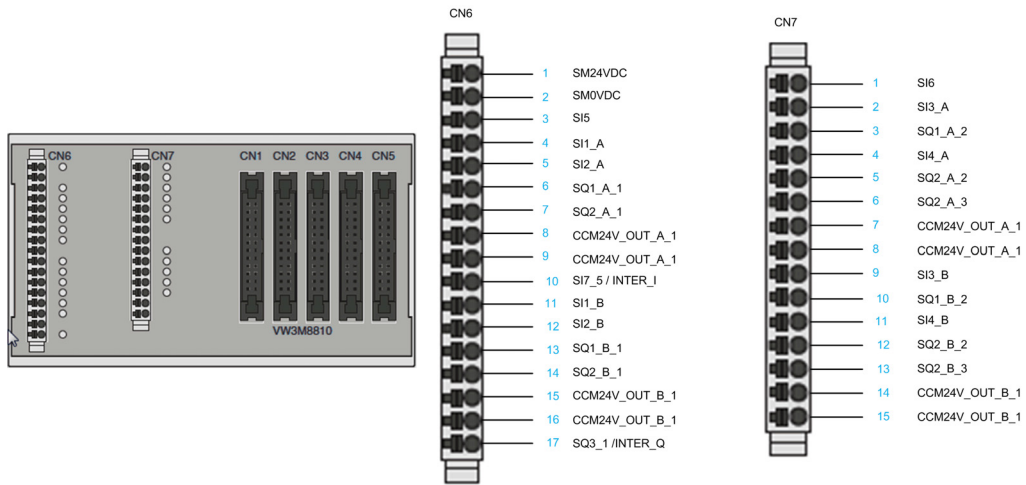 CN6
CN7
CN1
CN2
CN3
CN4
CN5
VW3M8810
CN6
1 SM24VDC
2 SM0VDC
3 SI5
4 SI1_A
5 SI2_A
6 SQ1_A_1
7 SQ2_A_1
8 CCM24V_OUT_A_1
9 CCM24V_OUT_A_1
10 SI7_5 / INTER_I
11 SI1_B
12 SI2_B
13 SQ1_B_1
14 SQ2_B_1
15 CCM24V_OUT_B_1
16 CCM24V_OUT_B_1
17 SQ3_1 /INTER_Q
CN7
1 SI6
2 SI3_A
3 SQ1_A_2
4 SI4_A
5 SQ2_A_2
6 SQ2_A_3
7 CCM24V_OUT_A_1
8 CCM24V_OUT_A_1
9 SI3_B
10 SQ1_B_2
11 SI4_B
12 SQ2_B_2
13 SQ2_B_3
14 CCM24V_OUT_B_1
15 CCM24V_OUT_B_1